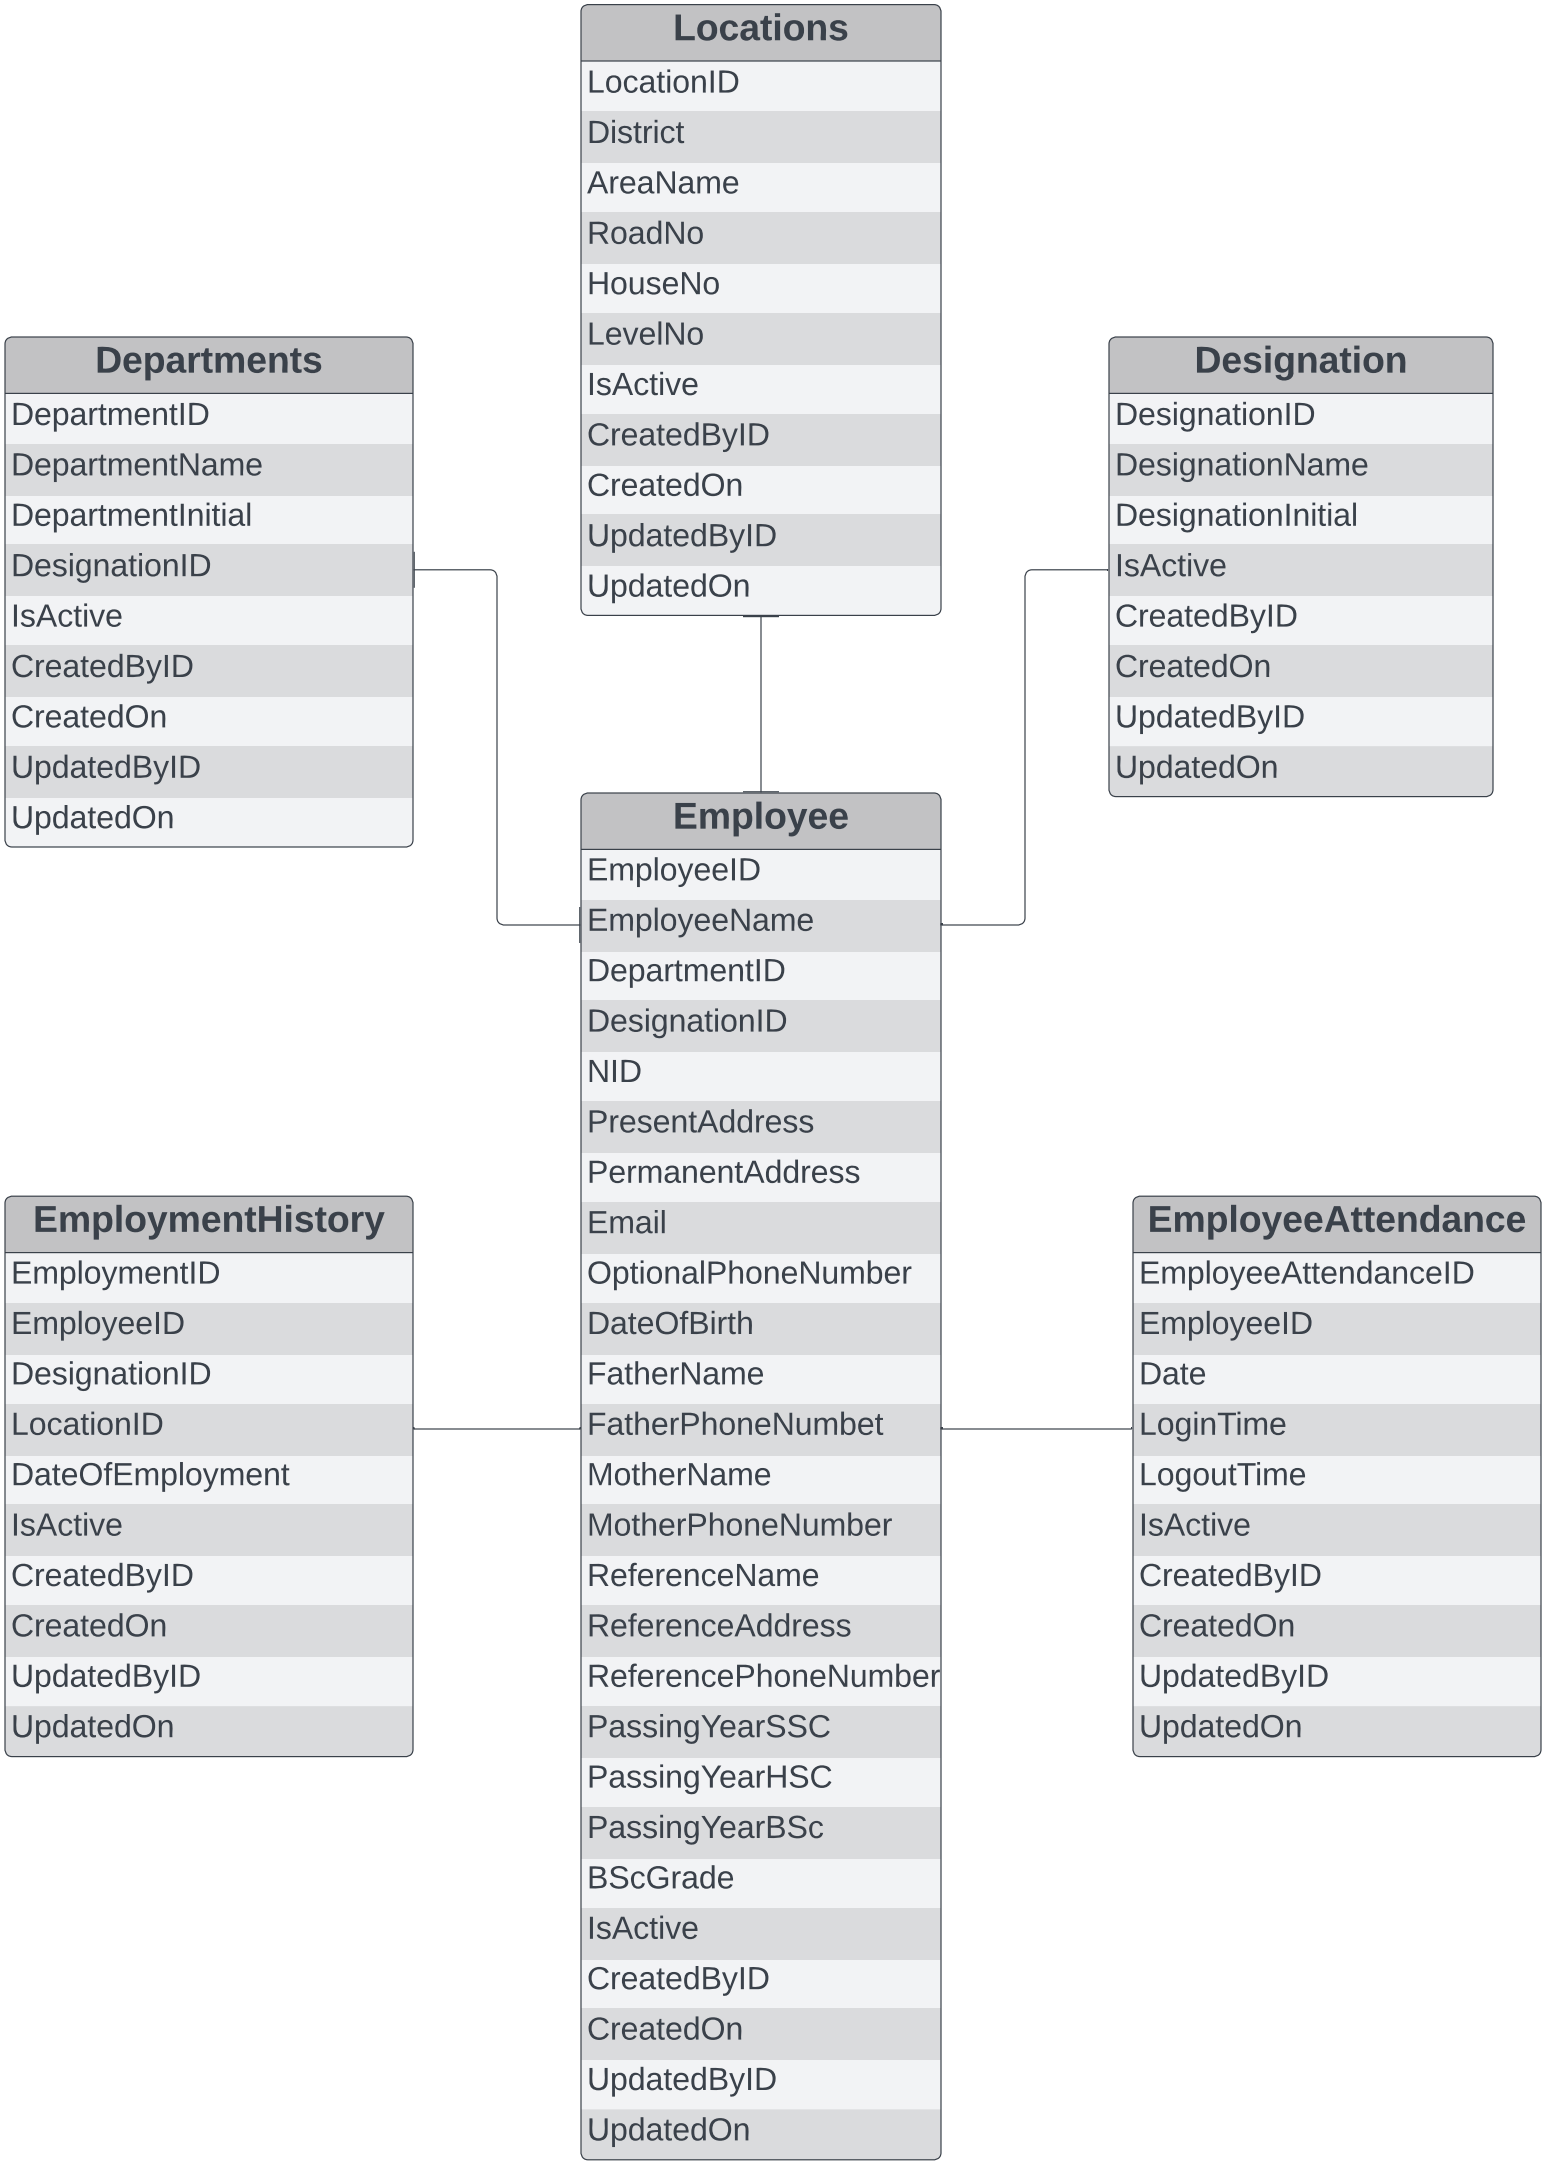 Locations
LocationID
District
AreaName
RoadNo
HouseNo
LevelNo
IsActive
CreatedByID
CreatedOn
UpdatedByID
UpdatedOn
Departments
DepartmentID
DepartmentName
DepartmentInitial
DesignationID
IsActive
CreatedByID
CreatedOn
UpdatedByID
UpdatedOn
Designation
DesignationID
DesignationName
DesignationInitial
IsActive
CreatedByID
CreatedOn
UpdatedByID
UpdatedOn
Employee
EmployeeID
EmployeeName
DepartmentID
DesignationID
NID
PresentAddress
PermanentAddress
Email
OptionalPhoneNumber
DateOfBirth
FatherName
FatherPhoneNumbet
MotherName
MotherPhoneNumber
ReferenceName
ReferenceAddress
ReferencePhoneNumber
PassingYearSSC
PassingYearHSC
PassingYearBSc
BScGrade
IsActive
CreatedByID
CreatedOn
UpdatedByID
UpdatedOn
EmploymentHistory
EmploymentID
EmployeeID
DesignationID
LocationID
DateOfEmployment
IsActive
CreatedByID
CreatedOn
UpdatedByID
UpdatedOn
EmployeeAttendance
EmployeeAttendanceID
EmployeeID
Date
LoginTime
LogoutTime
IsActive
CreatedByID
CreatedOn
UpdatedByID
UpdatedOn